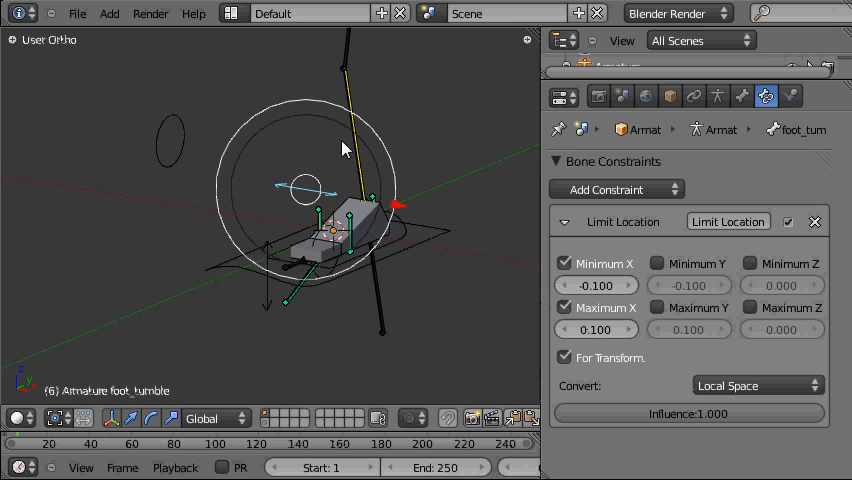 File Add Render Help Default Scene Blender Render
User Ortho
View All Scenes
Armature
Armat Armat foot_tum
Bone Constraints
Add Constraint
Limit Location Limit Location
Minimum X Minimum Y Minimum Z
-0.100 -0.100 0.000
Maximum X Maximum Y Maximum Z
0.100 0.100 0.000
For Transform.
Convert: Local Space
Influence:1.000
z
y
(6) Armature foot_tumble
Global
20 40 60 80 100 120 140 160 180 200 220 240
View Frame Playback PR Start: 1 End: 250